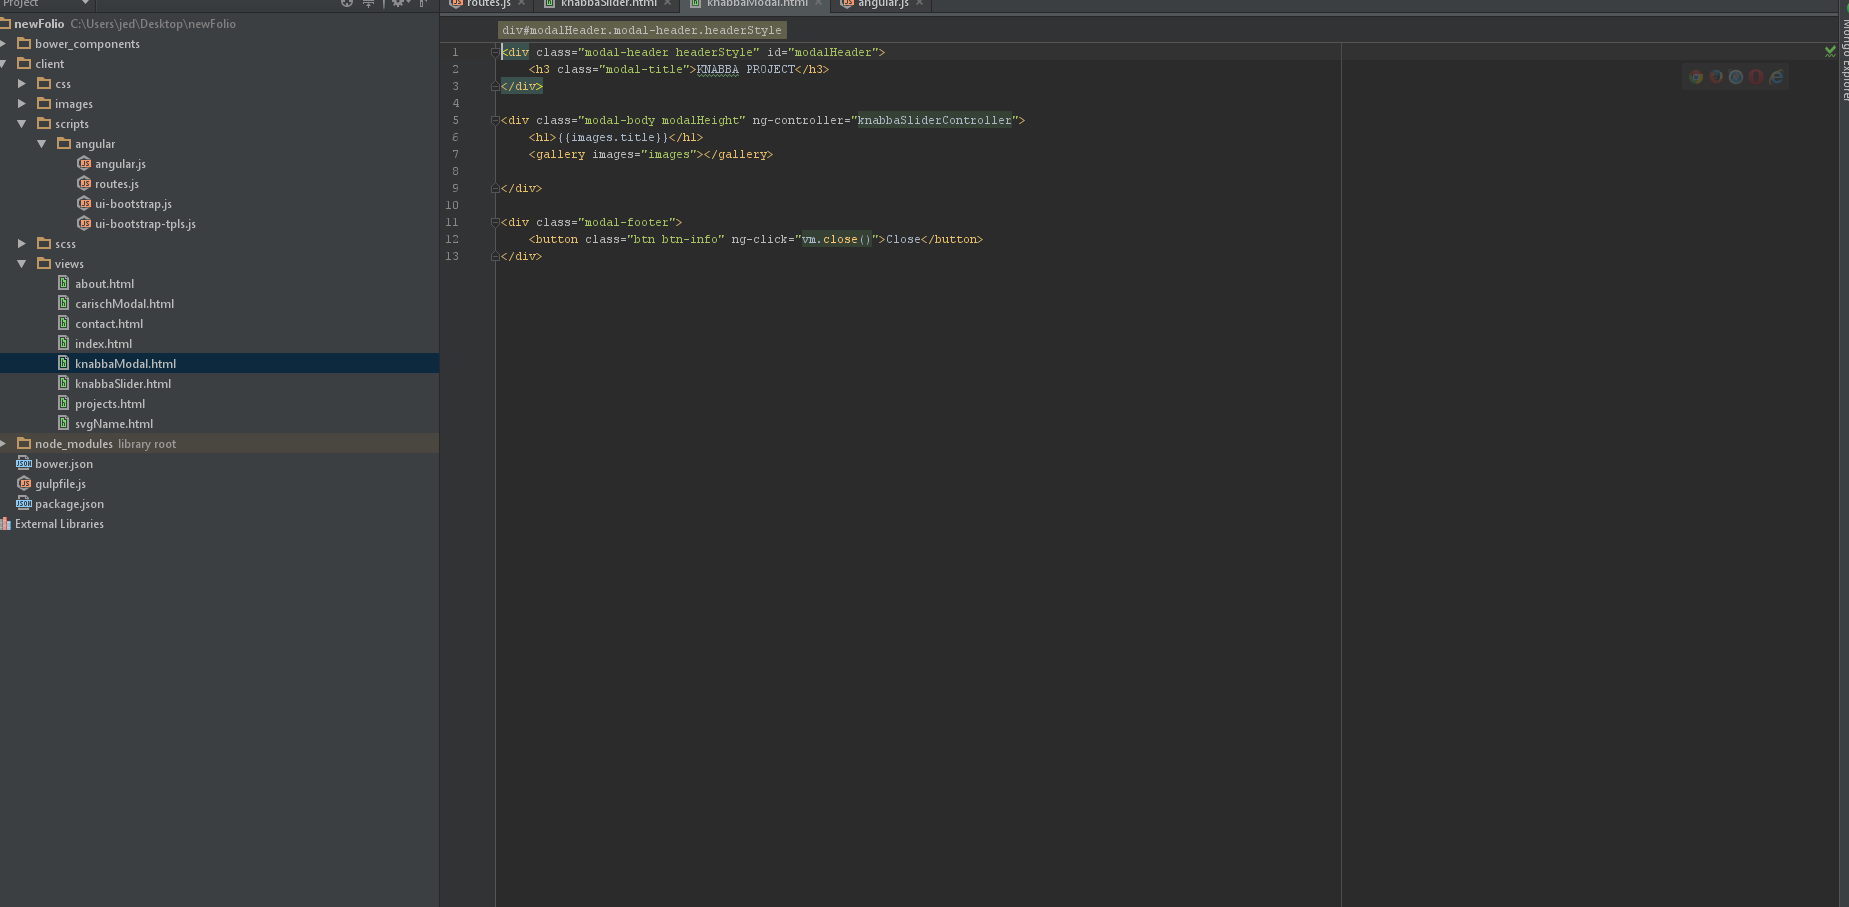 Project
routes.js
knabbaSlider.html
knabbaModal.html
angular.js
newFolio C:\Users\jed\Desktop\newFolio
bower_components
client
css
images
scripts
angular
angular.js
routes.js
ui-bootstrap.js
ui-bootstrap-tpls.js
scss
views
about.html
carischModal.html
contact.html
index.html
knabbaModal.html
knabbaSlider.html
projects.html
svgName.html
node_modules library root
bower.json
gulpfile.js
package.json
External Libraries
div#modalHeader.modal-header.headerStyle
1 <div class="modal-header headerStyle" id="modalHeader">
2 <h3 class="modal-title">KNABBA PROJECT</h3>
3 </div>
4
5 <div class="modal-body modalHeight" ng-controller="knabbaSliderController">
6 <h1>{{images.title}}</h1>
7 <gallery images="images"></gallery>
8
9 </div>
10
11 <div class="modal-footer">
12 <button class="btn btn-info" ng-click="vm.close()">Close</button>
13 </div>
Mongo Explorer